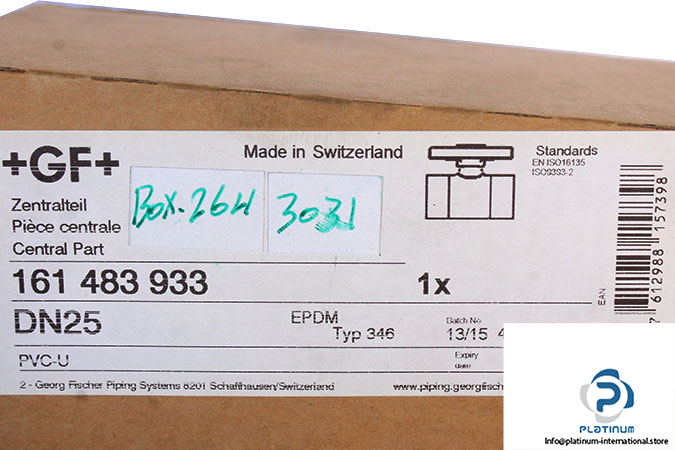 +GF+
Made in Switzerland
Standards
EN ISO16135
ISO9393-2
Zentralteil
Pièce centrale
Central Part
3031
161 483 933
1x
DN25
EPDM
Typ 346
Batch No
13/15 4
PVC-U
Expiry
date
2 - Georg Fischer Piping Systems 8201 Schaffhausen/Switzerland
www.piping.georgfisch
EAN
7 612988 157398
PLATINUM
Info@platinum-international.store